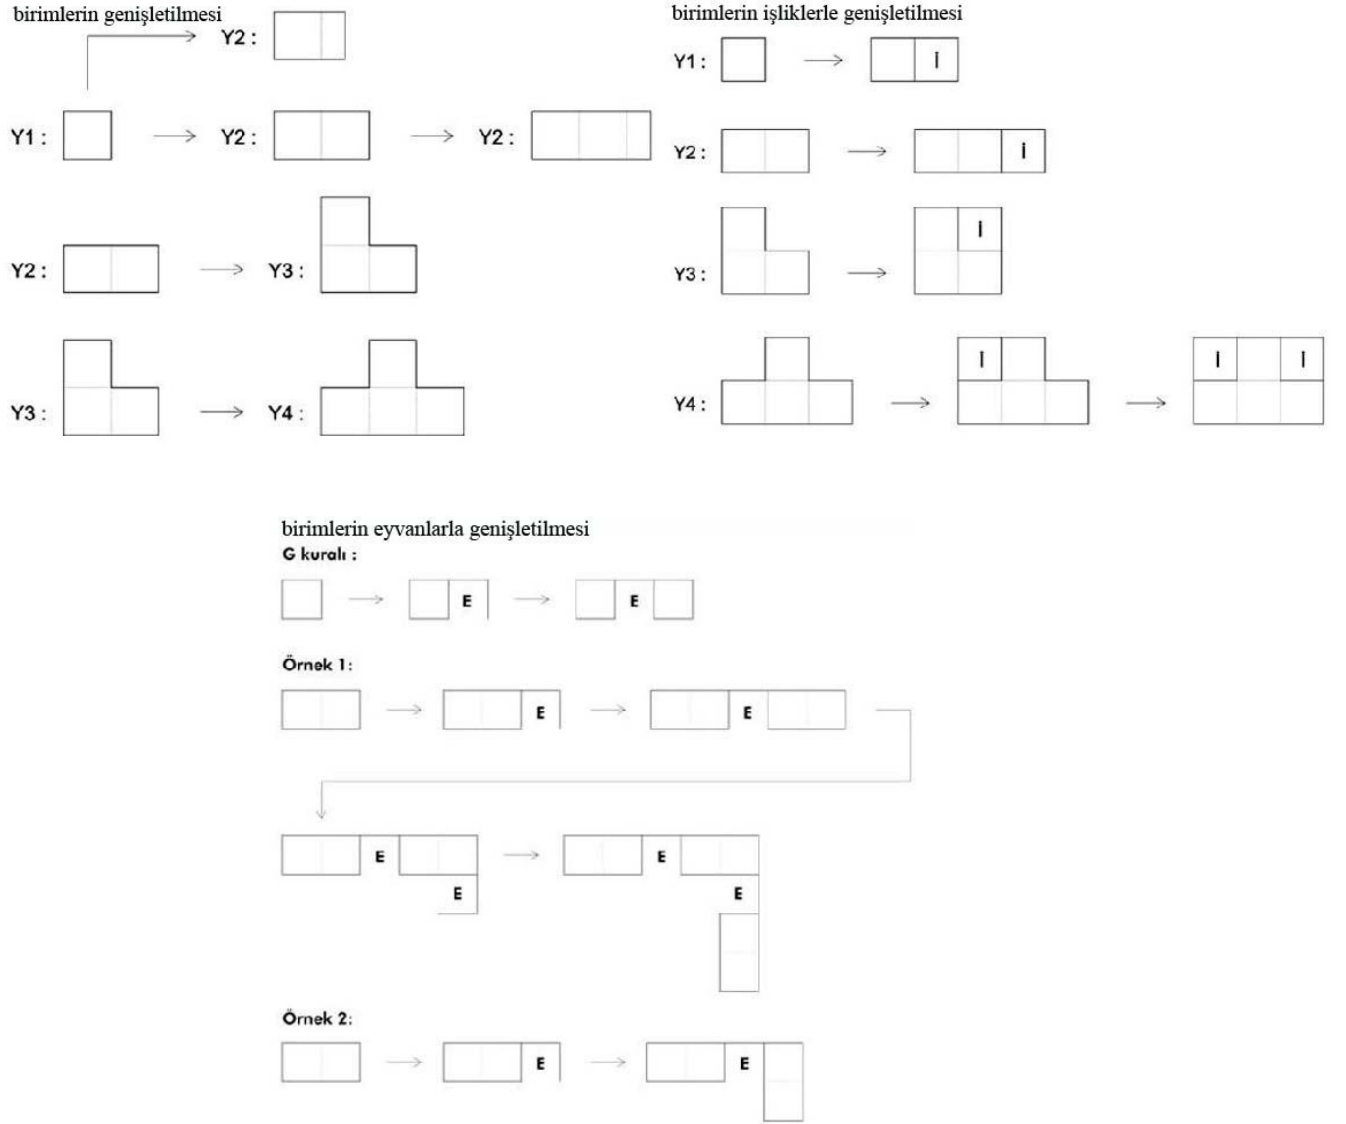 birimlerin genişletilmesi
Y2 :
Y1 :
Y2 :
Y2 :
Y2 :
Y3 :
Y3 :
Y4 :
birimlerin işliklerle genişletilmesi
Y1 :
İ
Y2 :
İ
Y3 :
İ
Y4 :
İ
İ İ
birimlerin eyvanlarla genişletilmesi
G kuralı :
E
E
Örnek 1:
E
E
E
E
E
E
Örnek 2:
E
E